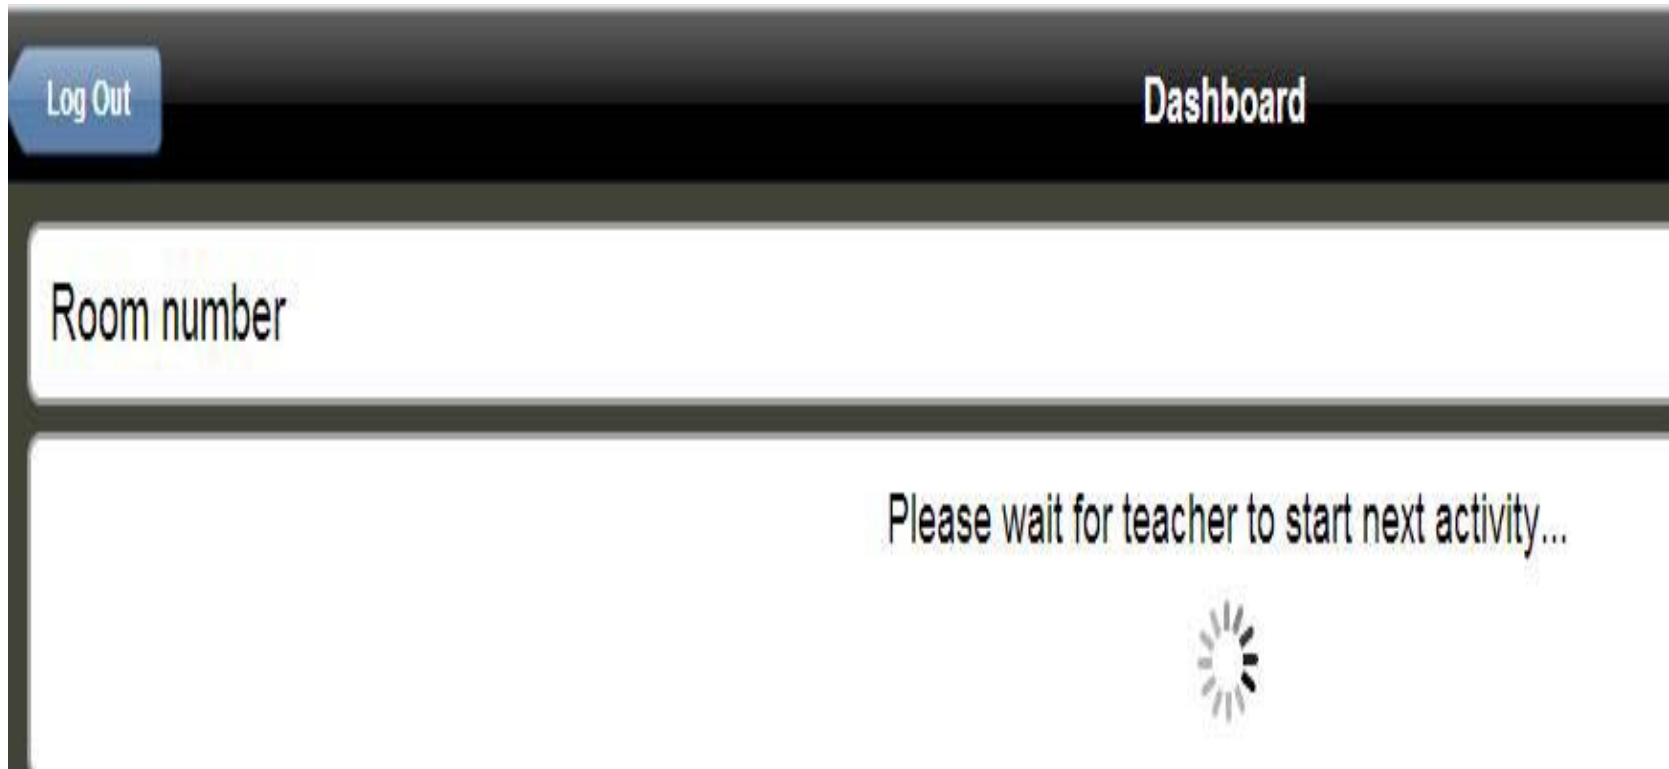 Log Out
Dashboard
Room number
Please wait for teacher to start next activity...